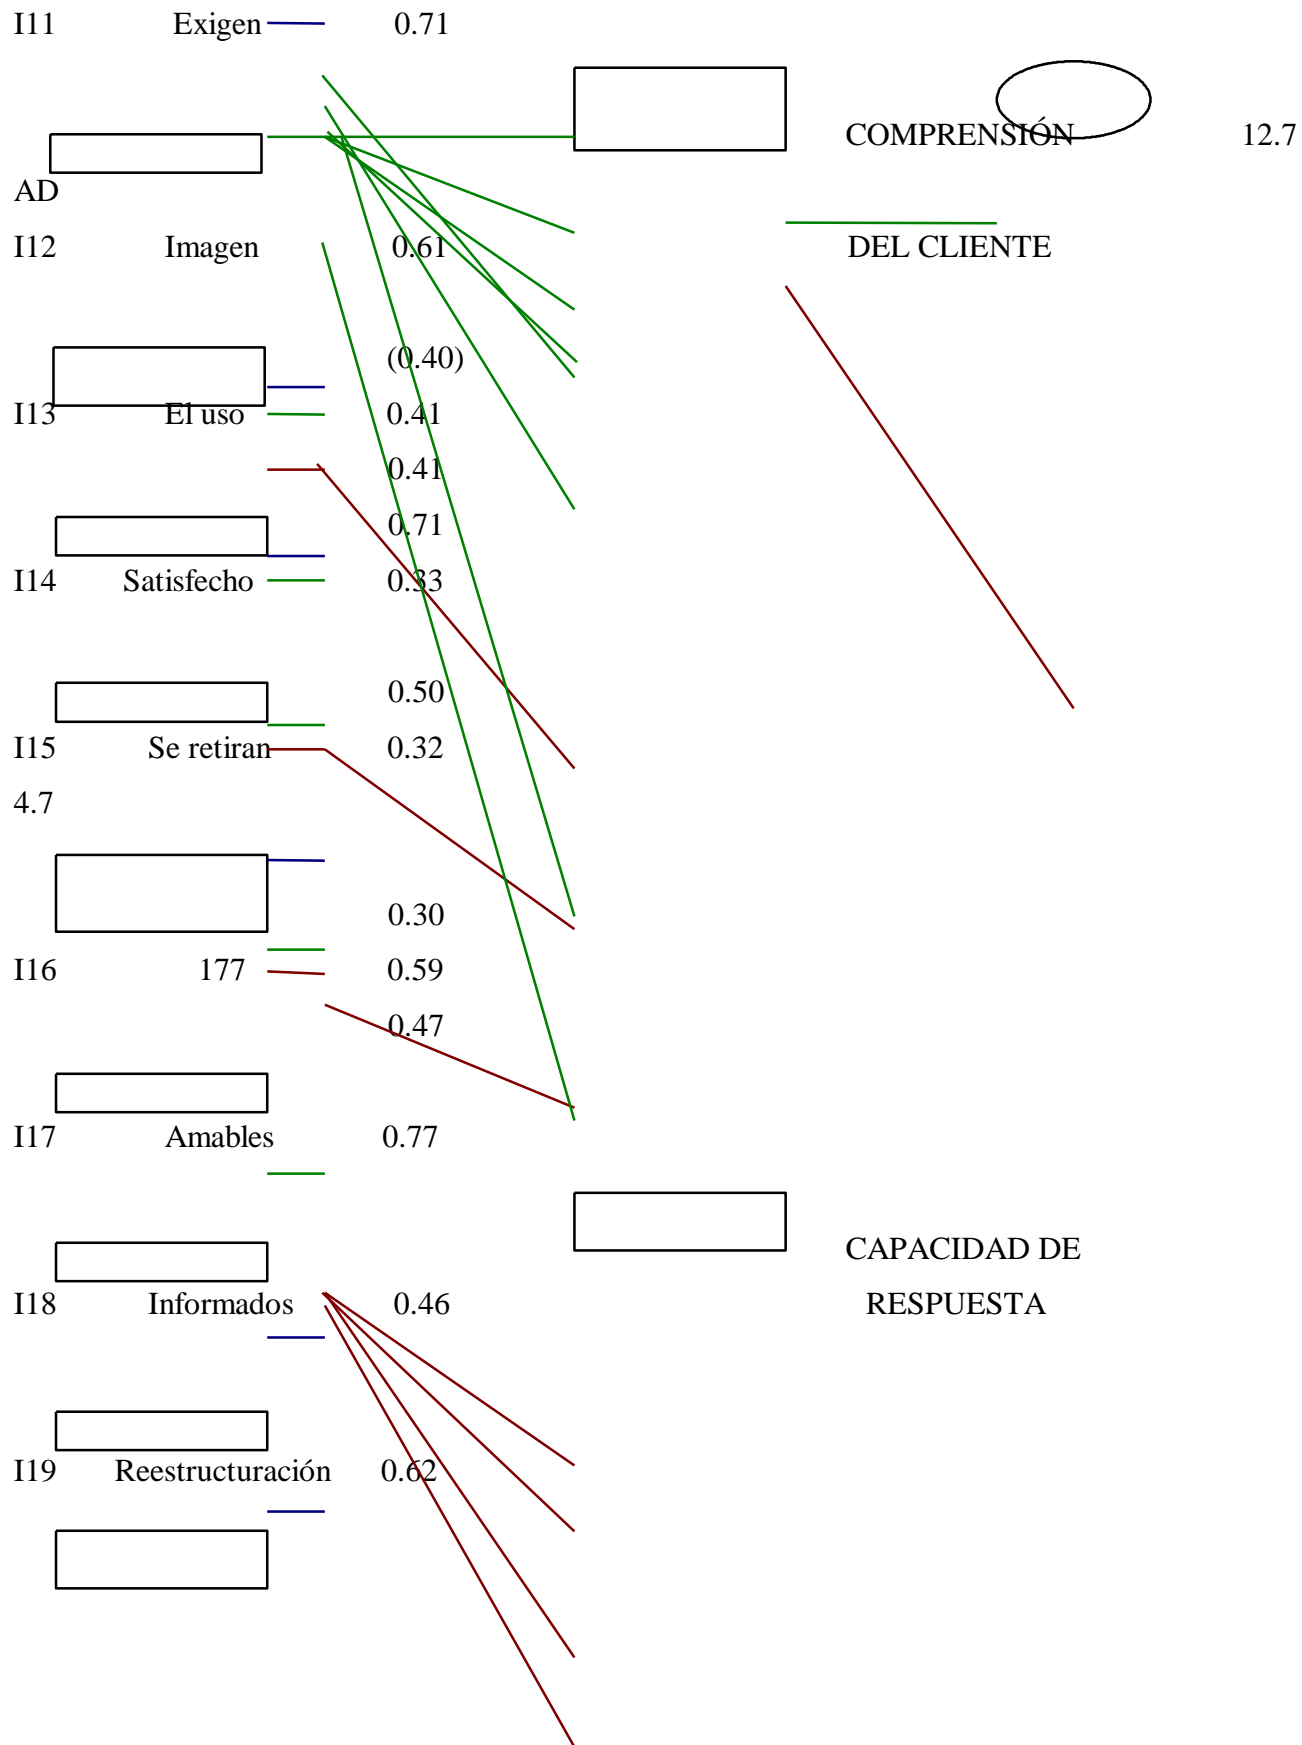 I11 Exigen 0.71
COMPRENSIÓN 12.7
AD
I12 Imagen 0.61 DEL CLIENTE
(0.40)
I13 El uso 0.41
0.41
0.71
I14 Satisfecho 0.33
0.50
I15 Se retiran 0.32
4.7
0.30
I16 177 0.59
0.47
I17 Amables 0.77
CAPACIDAD DE
I18 Informados 0.46 RESPUESTA
I19 Reestructuración 0.62